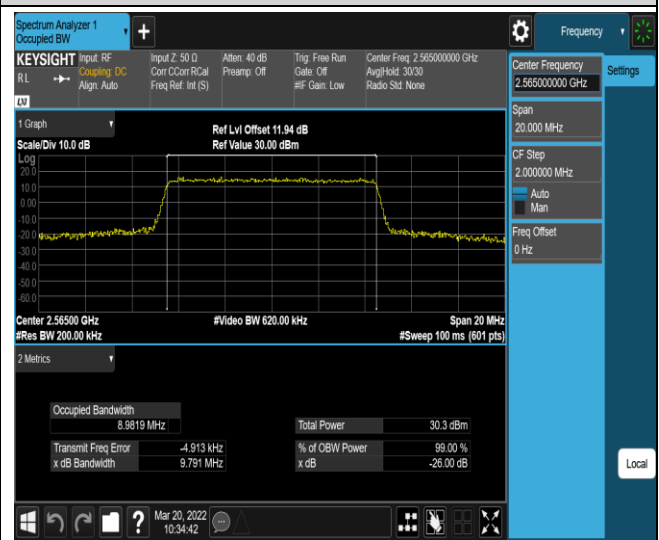 Spectrum Analyzer 1
Occupied BW
+
Frequency
KEYSIGHT
RL
LXI
Input: RF
Coupling: DC
Align: Auto
Input Z: 50 Ω
Corr CCorr RCal
Freq Ref: Int (S)
Atten: 40 dB
Preamp: Off
Trig: Free Run
Gate: Off
#IF Gain: Low
Center Freq: 2.565000000 GHz
Avg|Hold: 30/30
Radio Std: None
Center Frequency
2.565000000 GHz
Settings
Span
20.000 MHz
CF Step
2.000000 MHz
Auto
Man
Freq Offset
0 Hz
Local
1 Graph
Scale/Div 10.0 dB
Ref Lvl Offset 11.94 dB
Ref Value 30.00 dBm
Log
20.0
10.0
0.00
-10.0
-20.0
-30.0
-40.0
-50.0
-60.0
Center 2.56500 GHz
#Video BW 620.00 kHz
Span 20 MHz
#Res BW 200.00 kHz
#Sweep 100 ms (601 pts)
2 Metrics
Occupied Bandwidth
8.9819 MHz
Total Power
30.3 dBm
Transmit Freq Error
-4.913 kHz
% of OBW Power
99.00 %
x dB Bandwidth
9.791 MHz
x dB
-26.00 dB
?
Mar 20, 2022
10:34:42